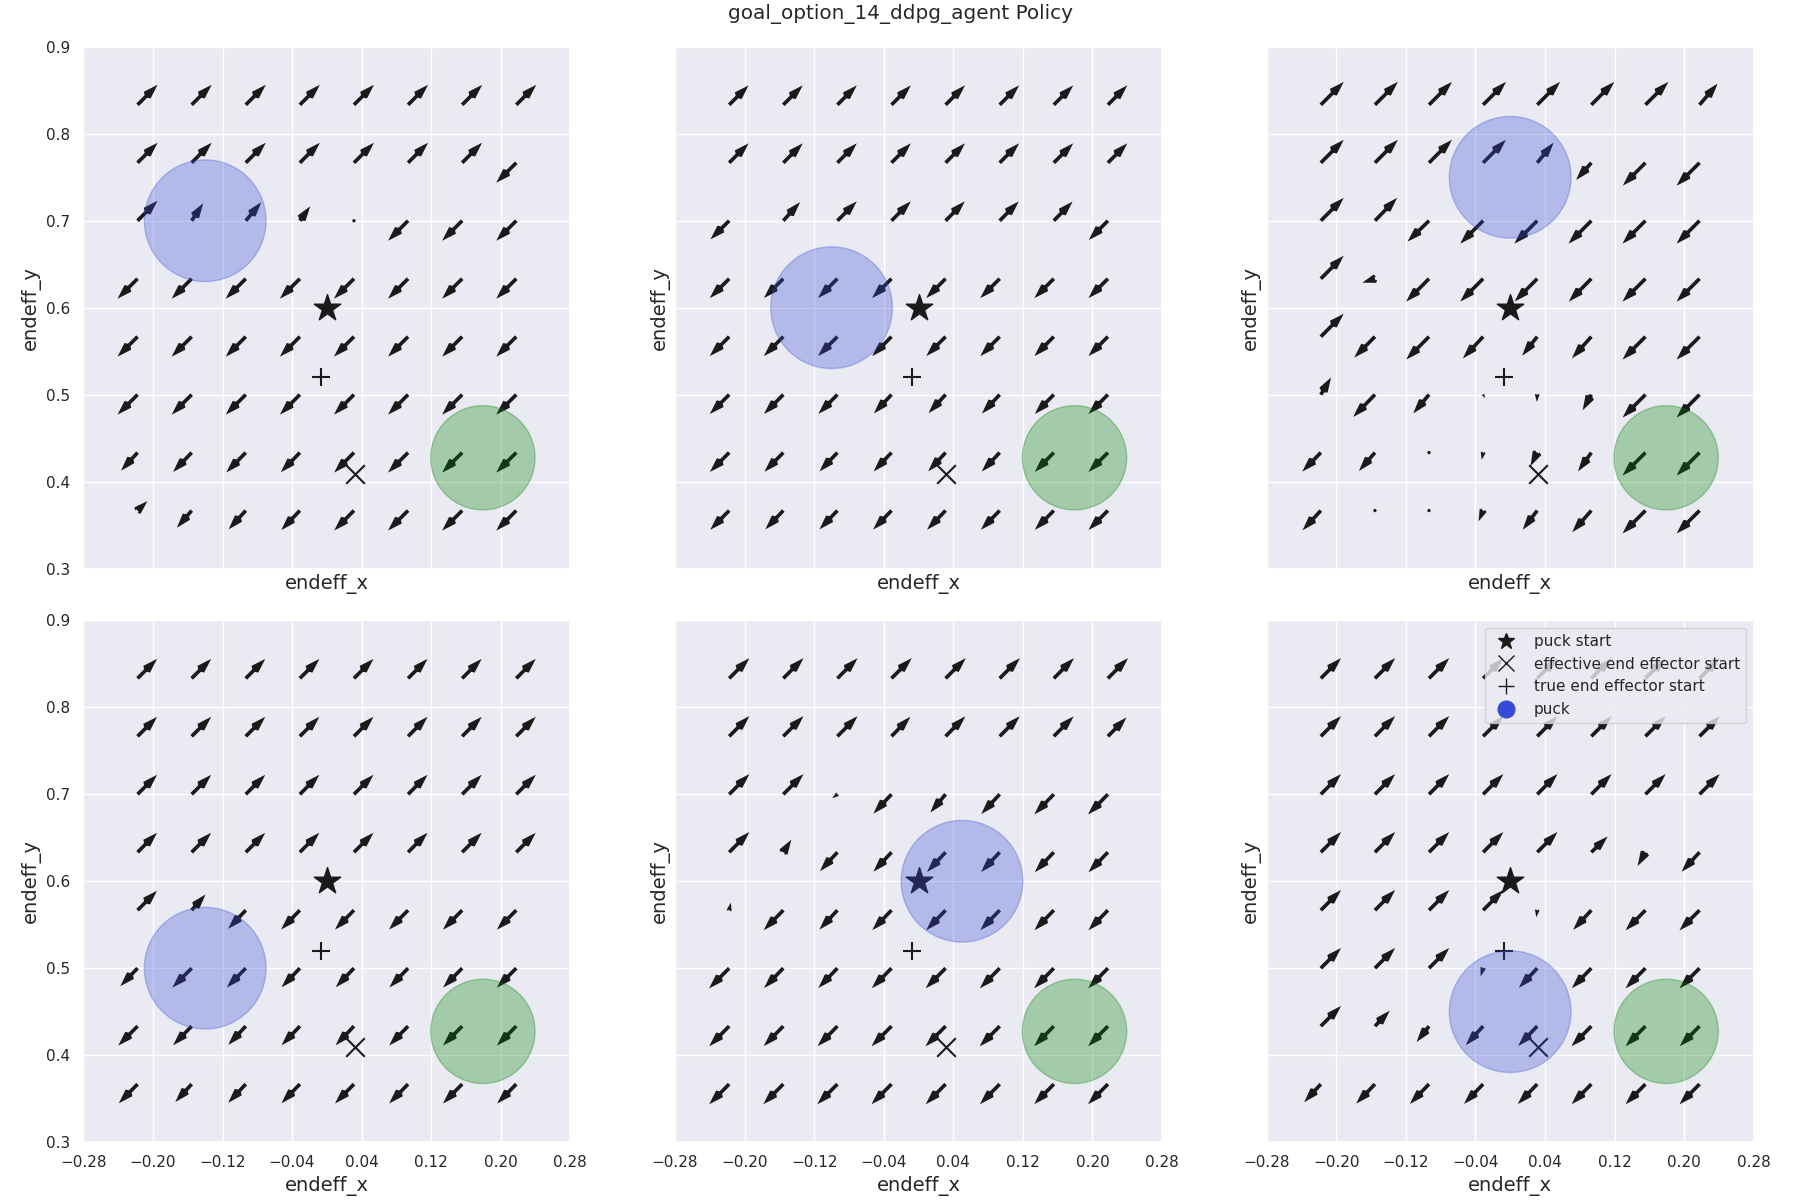 goal_option_14_ddpg_agent Policy
0.9
0.8
0.7
0.6
0.5
0.4
0.3
endeff_y
endeff_x
endeff_y
endeff_x
endeff_y
endeff_x
0.9
0.8
0.7
0.6
0.5
0.4
0.3
endeff_y
−0.28 −0.20 −0.12 −0.04 0.04 0.12 0.20 0.28
endeff_x
endeff_y
−0.28 −0.20 −0.12 −0.04 0.04 0.12 0.20 0.28
endeff_x
puck start
effective end effector start
true end effector start
puck
endeff_y
−0.28 −0.20 −0.12 −0.04 0.04 0.12 0.20 0.28
endeff_x